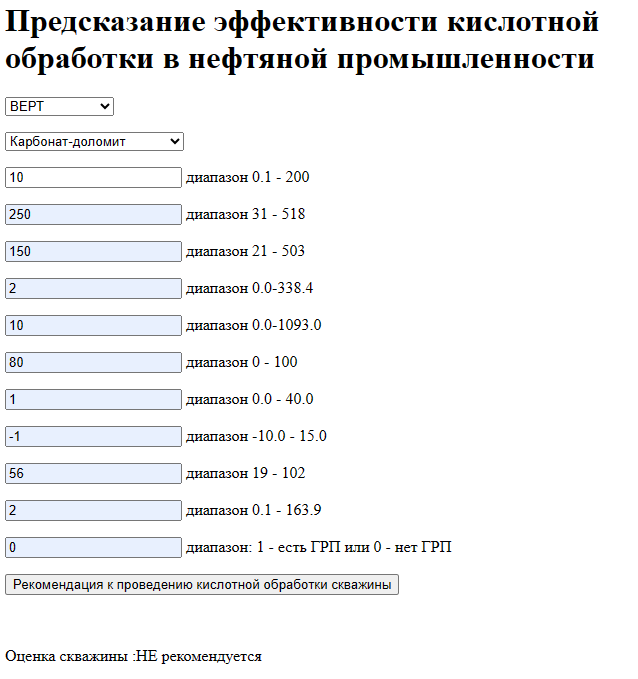 Предсказание эффективности кислотной
обработки в нефтяной промышленности
ВЕРТ
Карбонат-доломит
10 диапазон 0.1 - 200
250 диапазон 31 - 518
150 диапазон 21 - 503
2 диапазон 0.0-338.4
10 диапазон 0.0-1093.0
80 диапазон 0 - 100
1 диапазон 0.0 - 40.0
-1 диапазон -10.0 - 15.0
56 диапазон 19 - 102
2 диапазон 0.1 - 163.9
0 диапазон: 1 - есть ГРП или 0 - нет ГРП
Рекомендация к проведению кислотной обработки скважины
Оценка скважины :НЕ рекомендуется